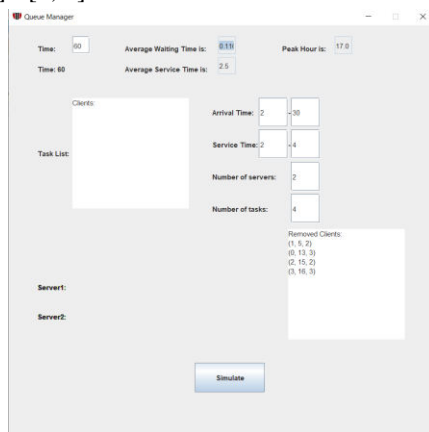 Queue Manager
Time: 60 Average Waiting Time is: 0.11 Peak Hour is: 17.0
Time: 60 Average Service Time is: 2.5
Clients:
Arrival Time: 2 - 30
Service Time: 2 - 4
Task List:
Number of servers: 2
Number of tasks: 4
Removed Clients:
(1, 5, 2)
(0, 13, 3)
(2, 15, 2)
(3, 16, 3)
Server1:
Server2:
Simulate